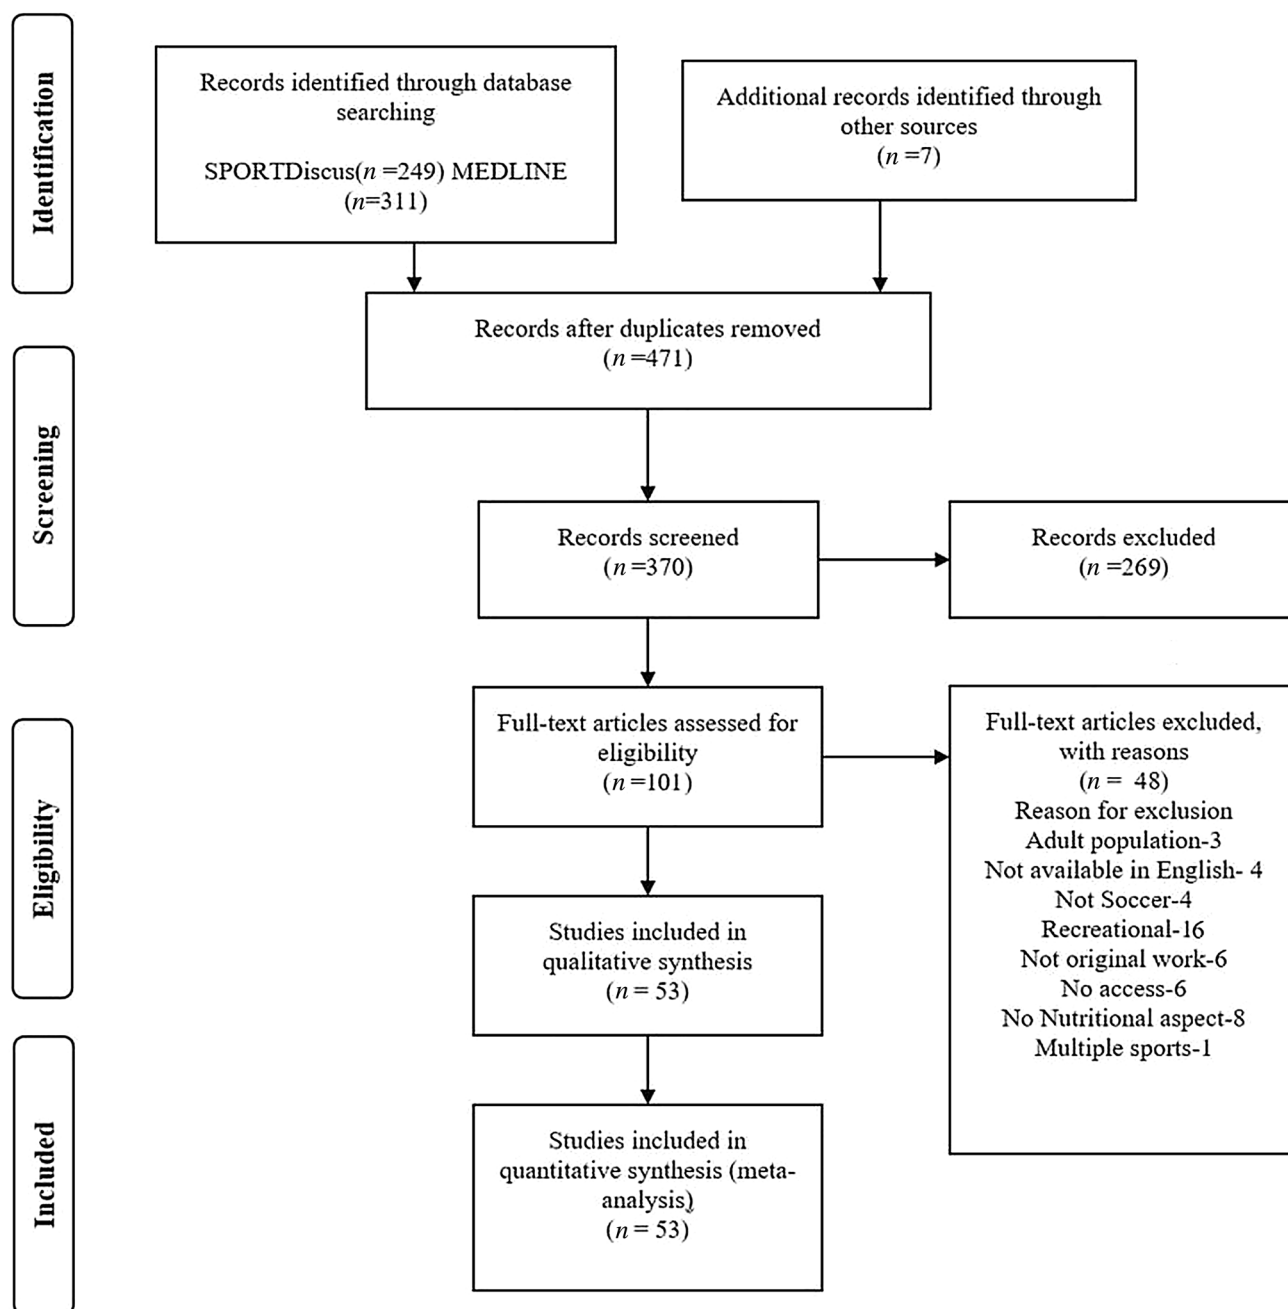 Identification
Records identified through database
searching
SPORTDiscus(n =249) MEDLINE
(n=311)
Additional records identified through
other sources
(n =7)
Records after duplicates removed
(n =471)
Screening
Records screened
(n =370)
Records excluded
(n =269)
Eligibility
Full-text articles assessed for
eligibility
(n =101)
Full-text articles excluded,
with reasons
(n = 48)
Reason for exclusion
Adult population-3
Not available in English- 4
Not Soccer-4
Recreational-16
Not original work-6
No access-6
No Nutritional aspect-8
Multiple sports-1
Studies included in
qualitative synthesis
(n = 53)
Included
Studies included in
quantitative synthesis (meta-
analysis)
(n = 53)